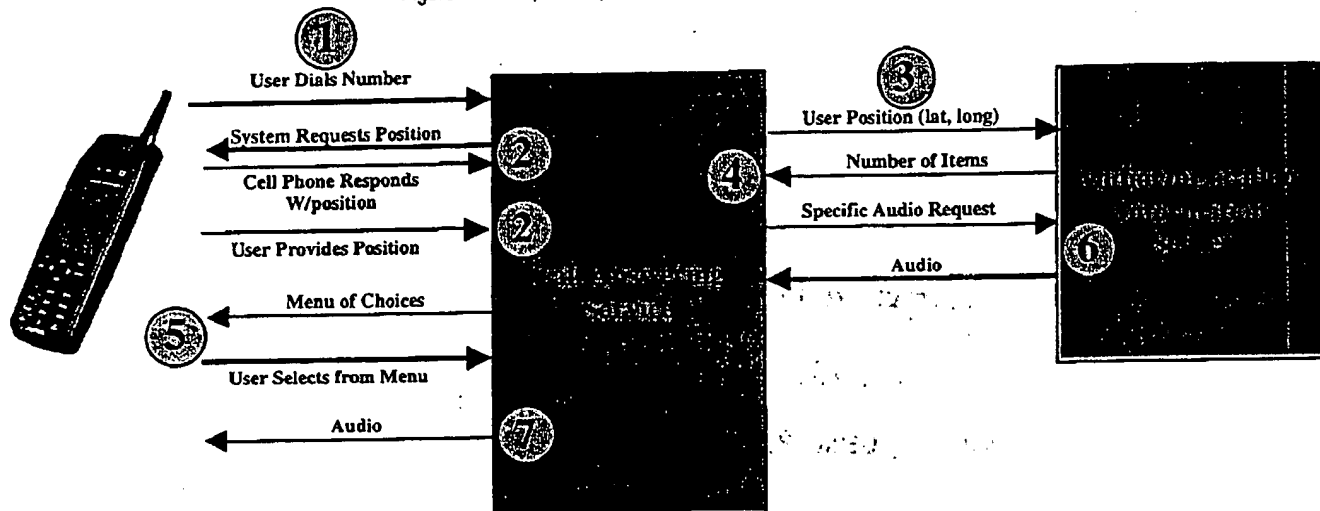 1
User Dials Number
System Requests Position
2
Cell Phone Responds
W/position
2
User Provides Position
Menu of Choices
5
User Selects from Menu
Audio
7
3
User Position (lat, long)
Number of Items
4
Specific Audio Request
6
Audio